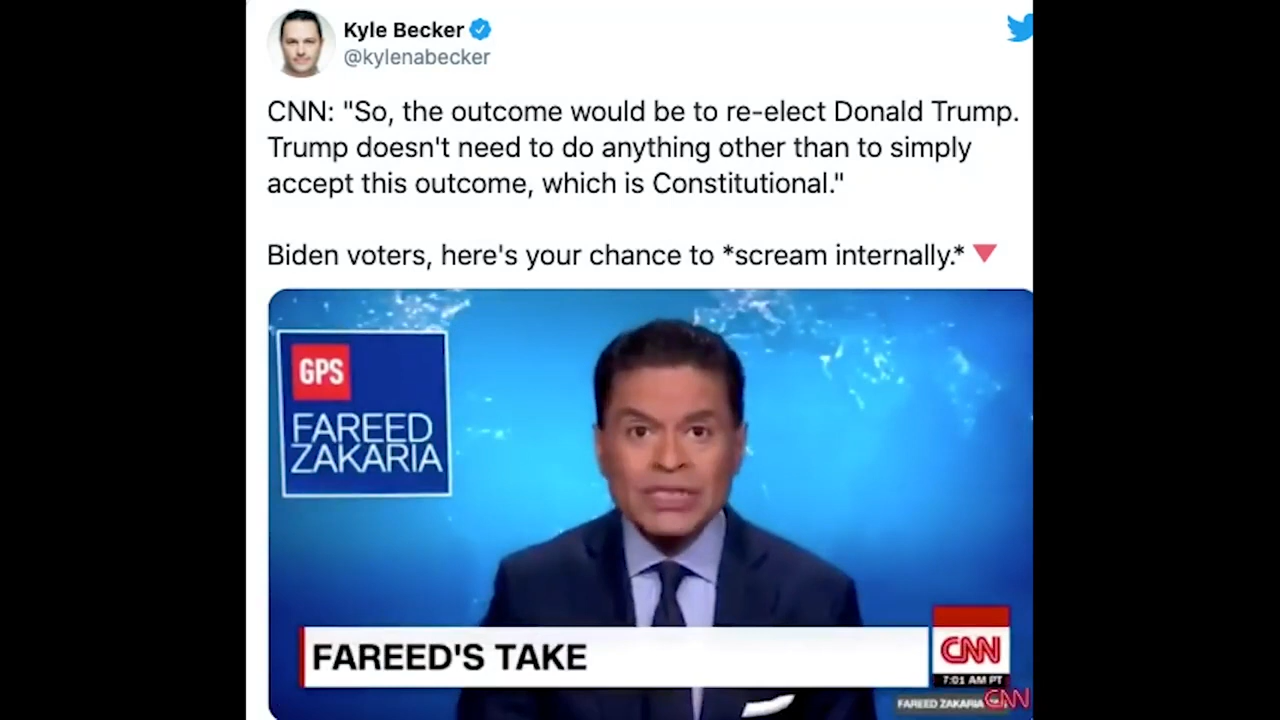 Kyle Becker
@kylenabecker
CNN: "So, the outcome would be to re-elect Donald Trump.
Trump doesn't need to do anything other than to simply
accept this outcome, which is Constitutional."
Biden voters, here's your chance to *scream internally.*
GPS
FAREED
ZAKARIA
FAREED'S TAKE
CNN
7:01 AM PT
FAREED ZAKARIA
CNN